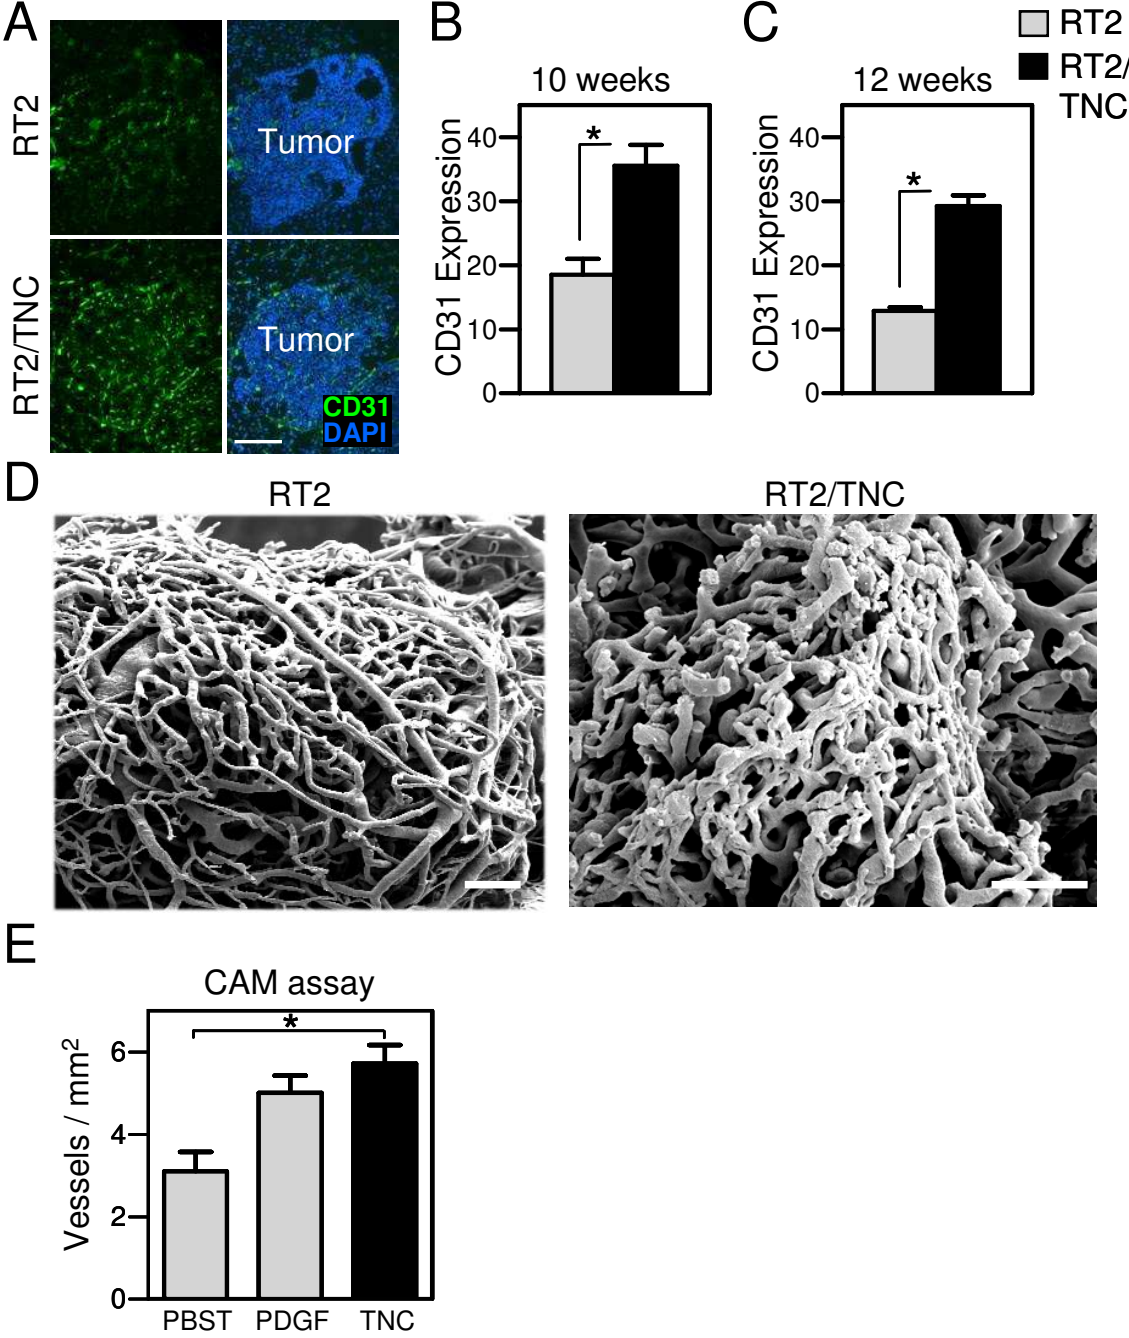 A
B
C
RT2
RT2/
TNC
10 weeks
12 weeks
RT2
Tumor
RT2/TNC
Tumor
CD31
DAPI
CD31 Expression
40
30
20
10
0
*
CD31 Expression
40
30
20
10
0
*
D
RT2
RT2/TNC
E
CAM assay
*
Vessels / mm²
6
4
2
0
PBST PDGF TNC